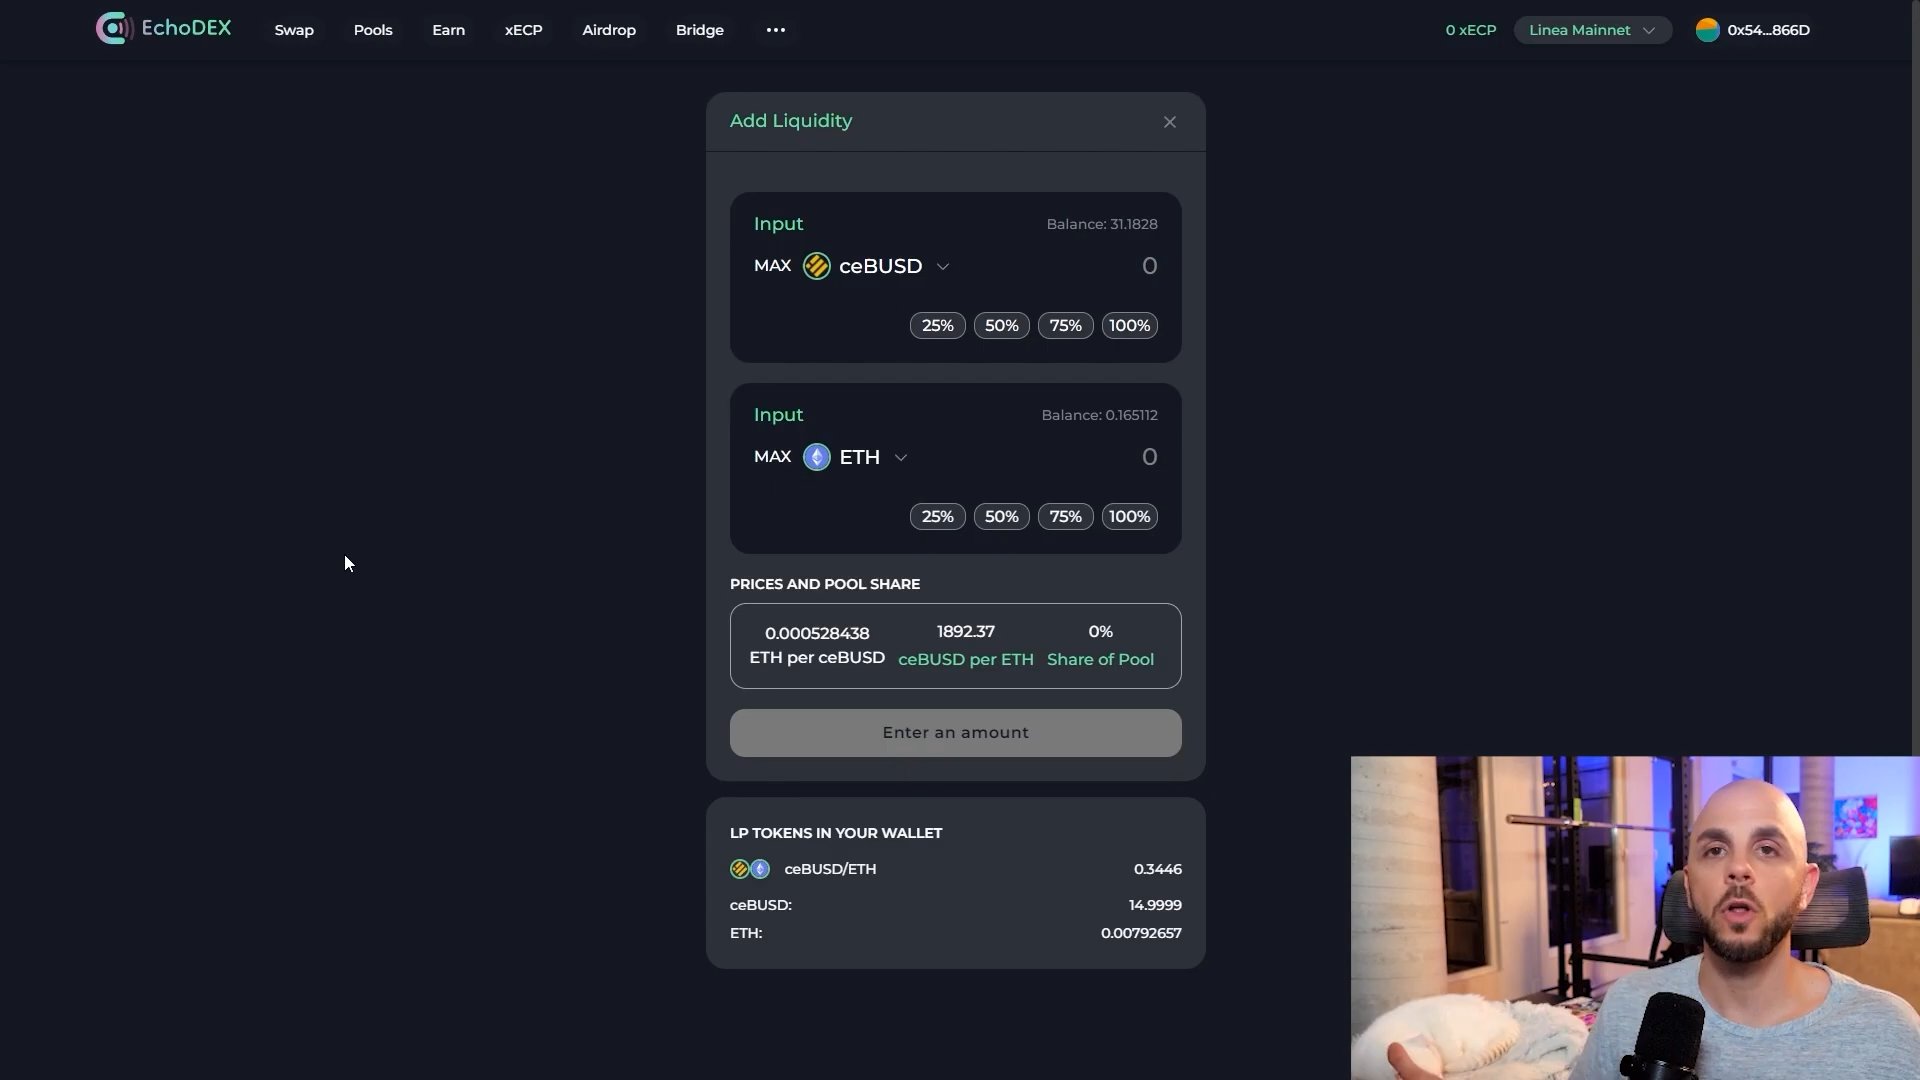 EchoDEX Swap Pools Earn xECP Airdrop Bridge ••• 0 xECP Linea Mainnet 0x54...866D
Add Liquidity
Input Balance: 31.1828
MAX ceBUSD 0
25% 50% 75% 100%
Input Balance: 0.165112
MAX ETH 0
25% 50% 75% 100%
PRICES AND POOL SHARE
0.000528438 1892.37 0%
ETH per ceBUSD ceBUSD per ETH Share of Pool
Enter an amount
LP TOKENS IN YOUR WALLET
ceBUSD/ETH 0.3446
ceBUSD: 14.9999
ETH: 0.00792657